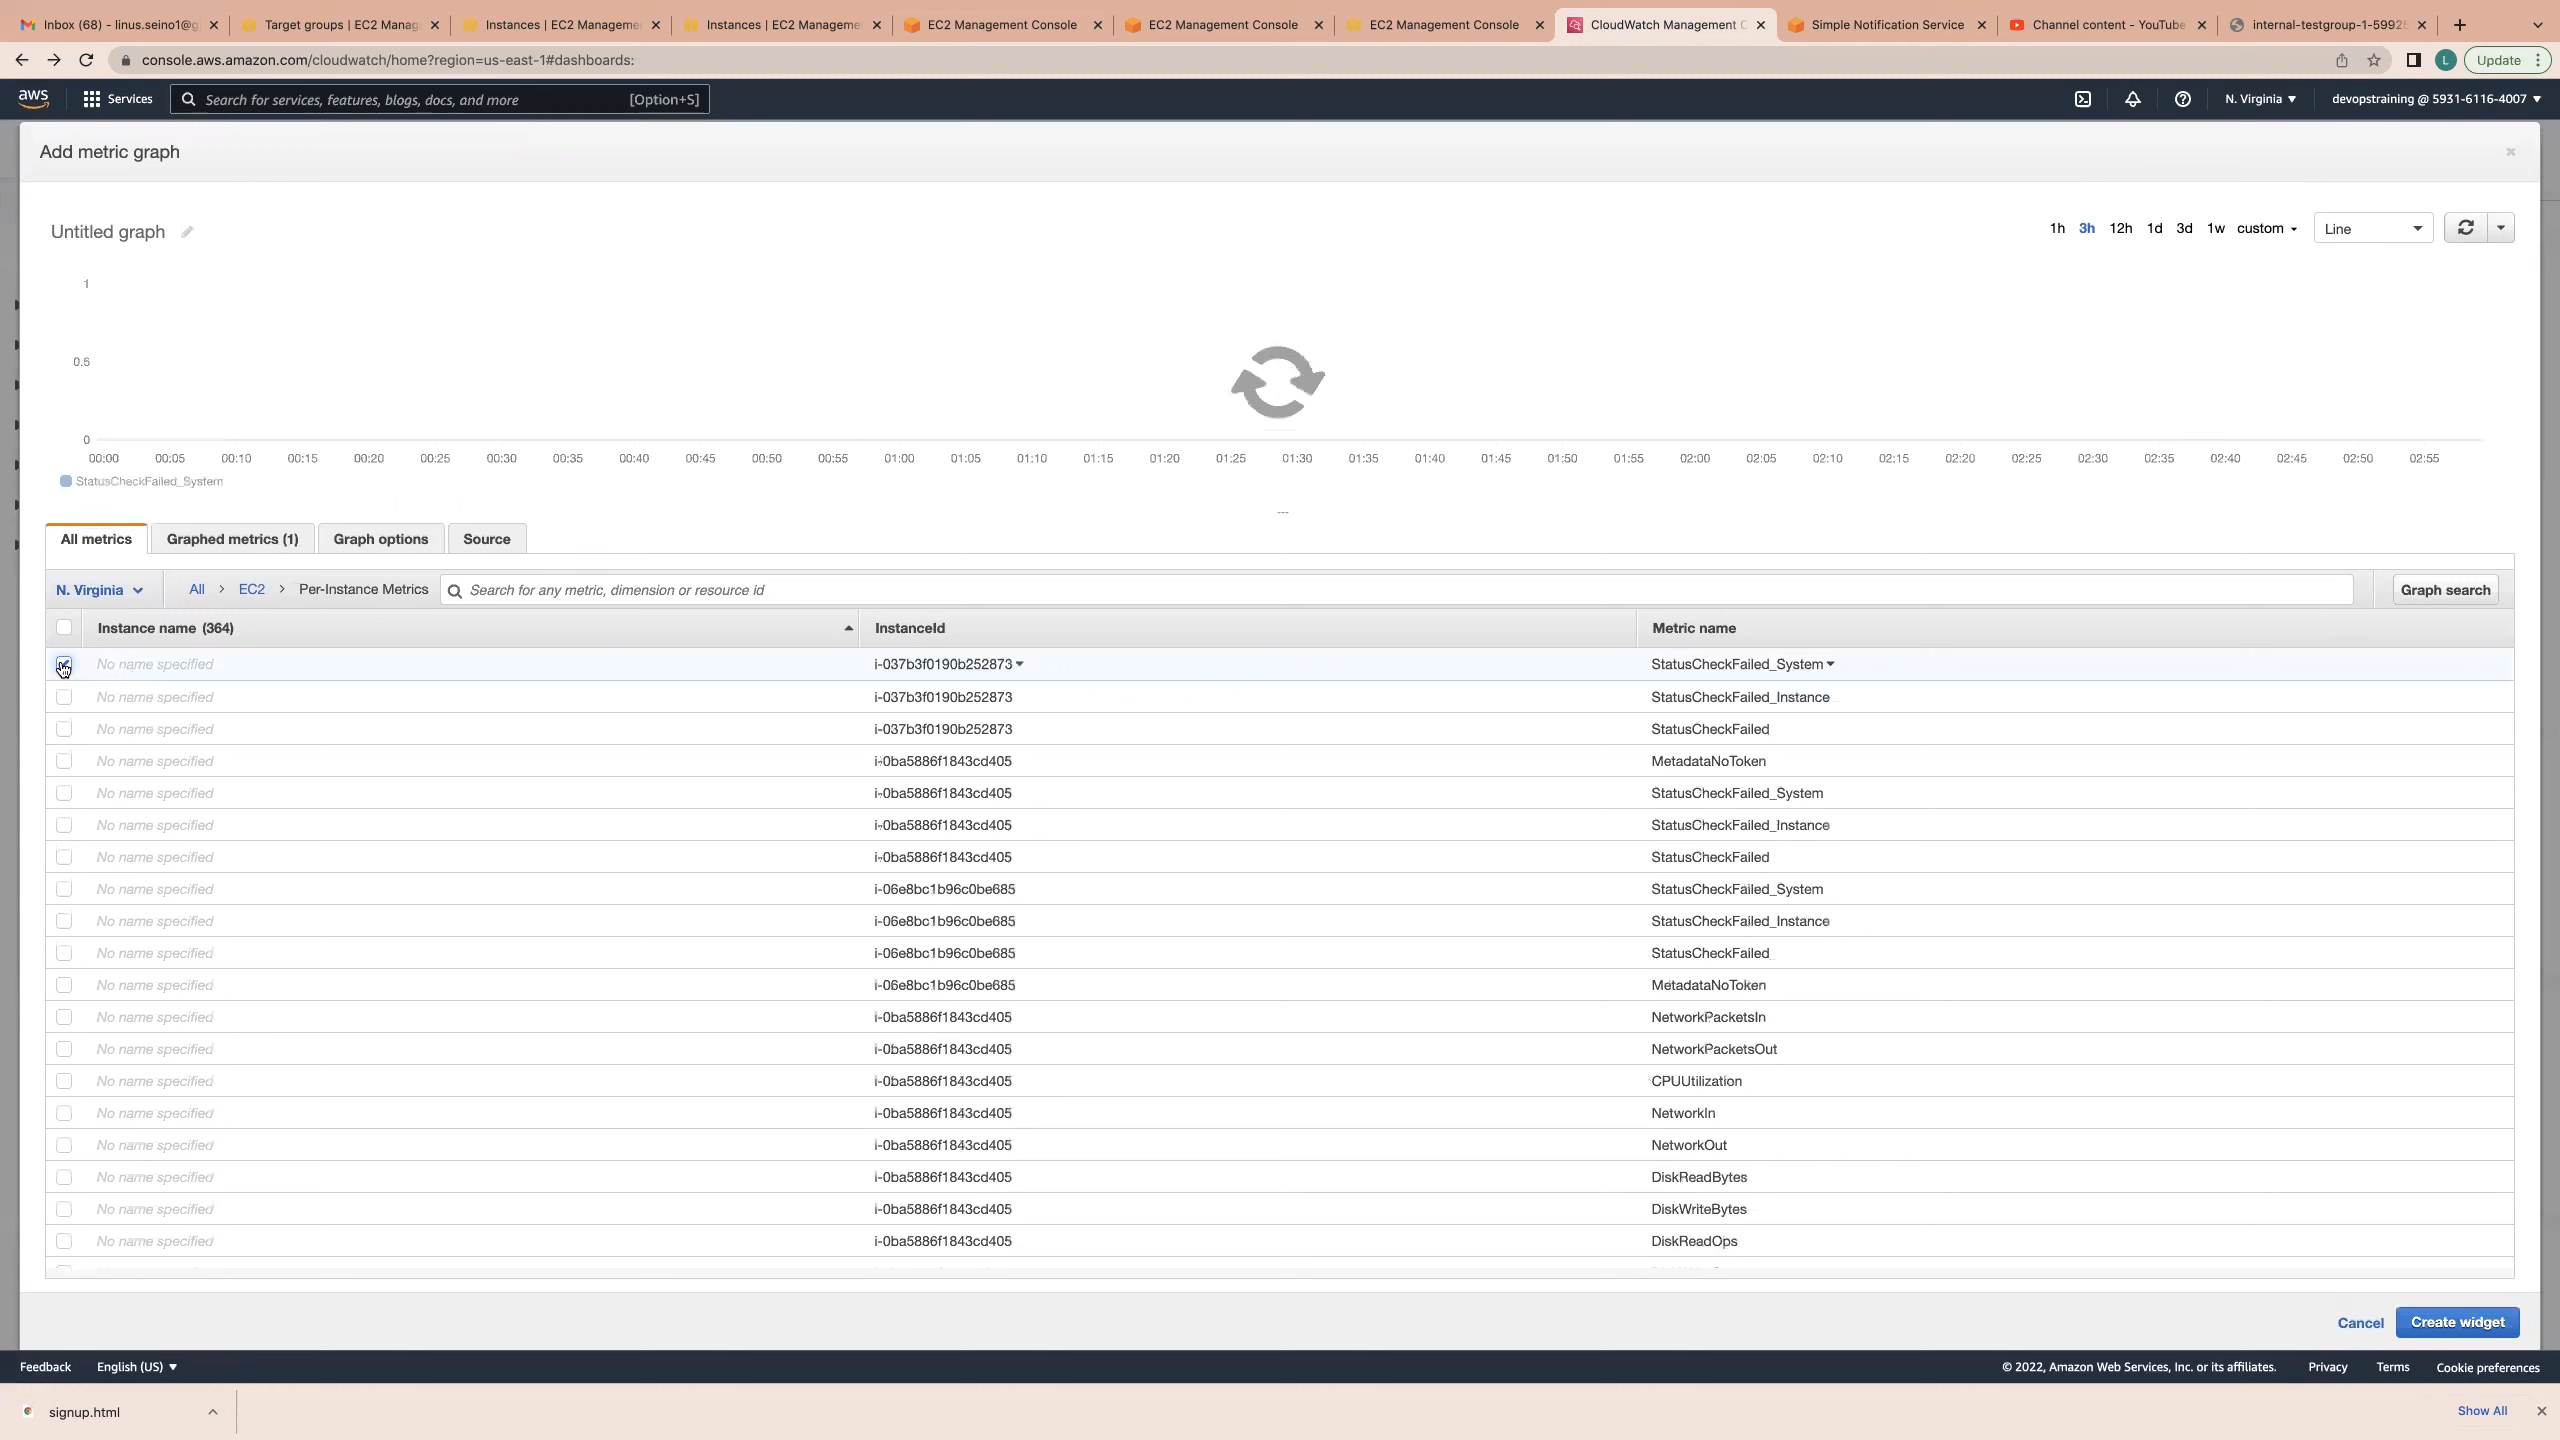 Inbox (68) - linus.seino1@g
Target groups | EC2 Manag
Instances | EC2 Manageme
Instances | EC2 Manageme
EC2 Management Console
EC2 Management Console
EC2 Management Console
CloudWatch Management C
Simple Notification Service
Channel content - YouTube
internal-testgroup-1-5992
console.aws.amazon.com/cloudwatch/home?region=us-east-1#dashboards:
L
Update
aws
Services
Search for services, features, blogs, docs, and more
[Option+S]
N. Virginia
devopstraining @ 5931-6116-4007
Add metric graph
Untitled graph
1h 3h 12h 1d 3d 1w custom
Line
1
0.5
0
00:00 00:05 00:10 00:15 00:20 00:25 00:30 00:35 00:40 00:45 00:50 00:55 01:00 01:05 01:10 01:15 01:20 01:25 01:30 01:35 01:40 01:45 01:50 01:55 02:00 02:05 02:10 02:15 02:20 02:25 02:30 02:35 02:40 02:45 02:50 02:55
StatusCheckFailed_System
All metrics
Graphed metrics (1)
Graph options
Source
N. Virginia
All > EC2 > Per-Instance Metrics
Search for any metric, dimension or resource id
Graph search
Instance name (364) InstanceId Metric name
No name specified i-037b3f0190b252873 StatusCheckFailed_System
No name specified i-037b3f0190b252873 StatusCheckFailed_Instance
No name specified i-037b3f0190b252873 StatusCheckFailed
No name specified i-0ba5886f1843cd405 MetadataNoToken
No name specified i-0ba5886f1843cd405 StatusCheckFailed_System
No name specified i-0ba5886f1843cd405 StatusCheckFailed_Instance
No name specified i-0ba5886f1843cd405 StatusCheckFailed
No name specified i-06e8bc1b96c0be685 StatusCheckFailed_System
No name specified i-06e8bc1b96c0be685 StatusCheckFailed_Instance
No name specified i-06e8bc1b96c0be685 StatusCheckFailed
No name specified i-06e8bc1b96c0be685 MetadataNoToken
No name specified i-0ba5886f1843cd405 NetworkPacketsIn
No name specified i-0ba5886f1843cd405 NetworkPacketsOut
No name specified i-0ba5886f1843cd405 CPUUtilization
No name specified i-0ba5886f1843cd405 NetworkIn
No name specified i-0ba5886f1843cd405 NetworkOut
No name specified i-0ba5886f1843cd405 DiskReadBytes
No name specified i-0ba5886f1843cd405 DiskWriteBytes
No name specified i-0ba5886f1843cd405 DiskReadOps
Cancel
Create widget
Feedback
English (US)
© 2022, Amazon Web Services, Inc. or its affiliates.
Privacy
Terms
Cookie preferences
signup.html
Show All